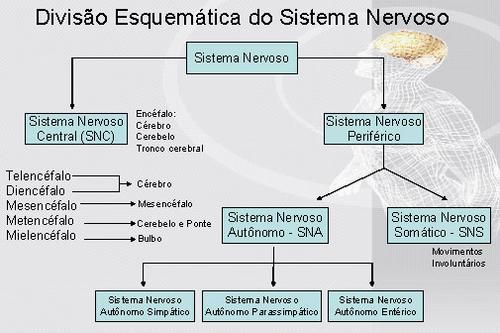 Divisão Esquemática do Sistema Nervoso
Sistema Nervoso
Sistema Nervoso
Central (SNC)
Encéfalo:
Cérebro
Cerebelo
Tronco cerebral
Sistema Nervoso
Periférico
Telencéfalo
Diencéfalo
Mesencéfalo
Metencéfalo
Mielencéfalo
Cérebro
Mesencéfalo
Cerebelo e Ponte
Bulbo
Sistema Nervoso
Autônomo - SNA
Sistema Nervoso
Somático - SNS
Movimentos
Involuntários
Sistema Nervoso
Autônomo Simpático
Sistema Nervoso
Autônomo Parassimpático
Sistema Nervoso
Autônomo Entérico